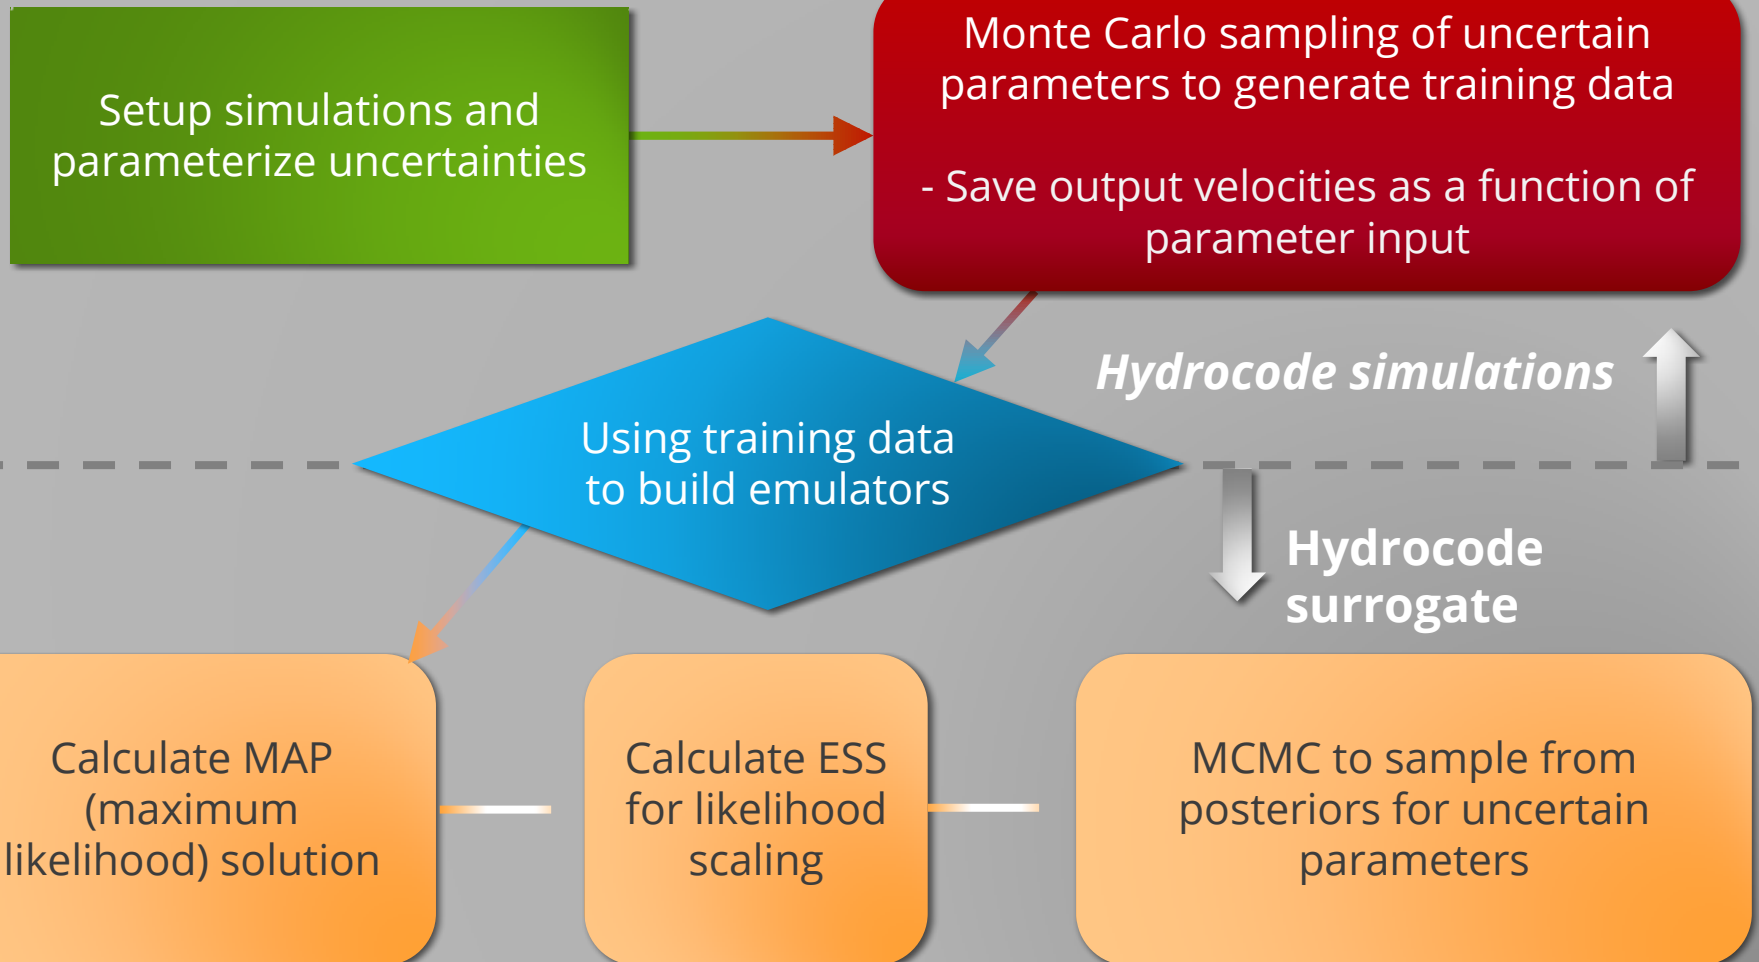 Setup simulations and
parameterize uncertainties
Monte Carlo sampling of uncertain
parameters to generate training data
- Save output velocities as a function of
parameter input
Hydrocode simulations
Using training data
to build emulators
Hydrocode
surrogate
Calculate MAP
(maximum
likelihood) solution
Calculate ESS
for likelihood
scaling
MCMC to sample from
posteriors for uncertain
parameters